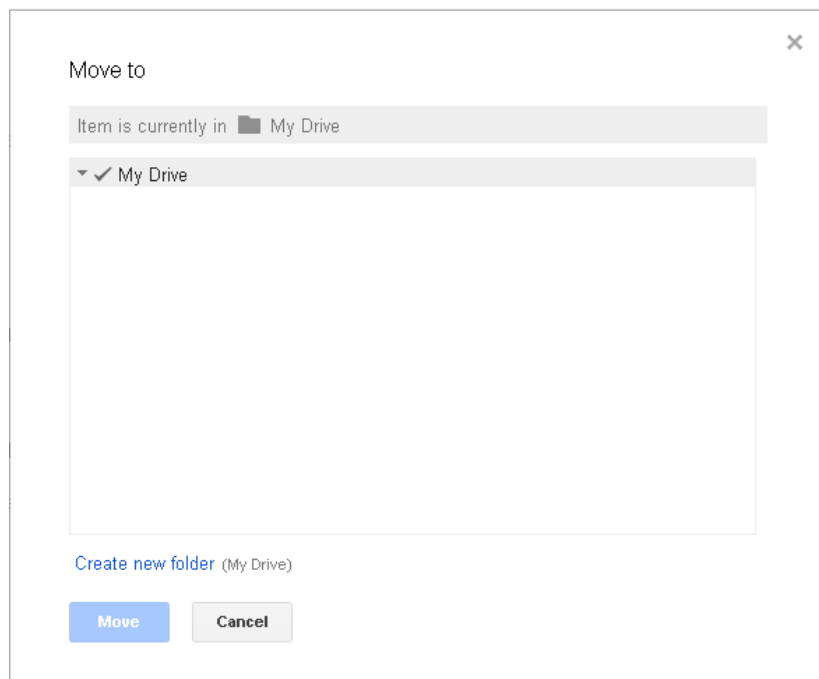 Move to
Item is currently in My Drive
My Drive
Create new folder (My Drive)
Move Cancel